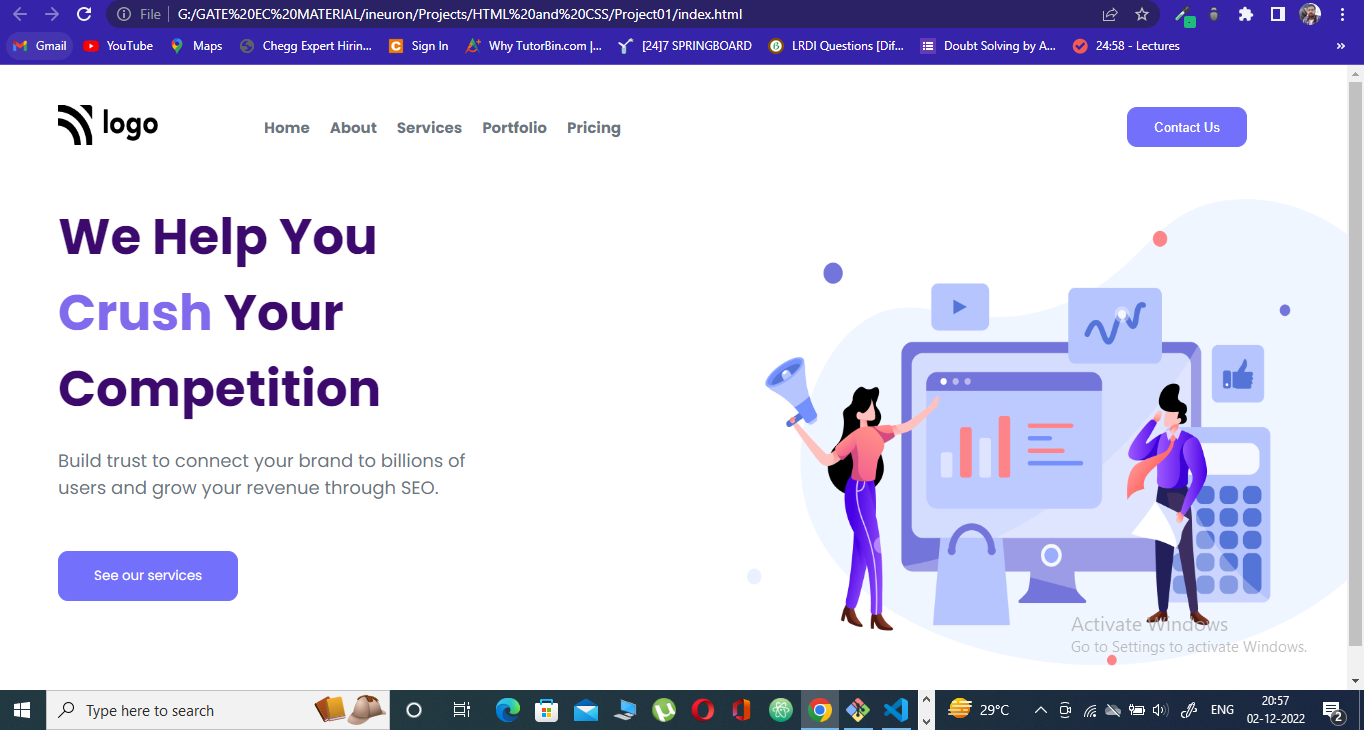 File G:/GATE%20EC%20MATERIAL/ineuron/Projects/HTML%20and%20CSS/Project01/index.html
Gmail YouTube Maps Chegg Expert Hirin... Sign In Why TutorBin.com |... [24]7 SPRINGBOARD LRDI Questions [Dif... Doubt Solving by A... 24:58 - Lectures »
logo Home About Services Portfolio Pricing Contact Us
We Help You
Crush Your
Competition
Build trust to connect your brand to billions of
users and grow your revenue through SEO.
See our services
Activate Windows
Go to Settings to activate Windows.
Type here to search 29°C ENG 20:57
02-12-2022 2